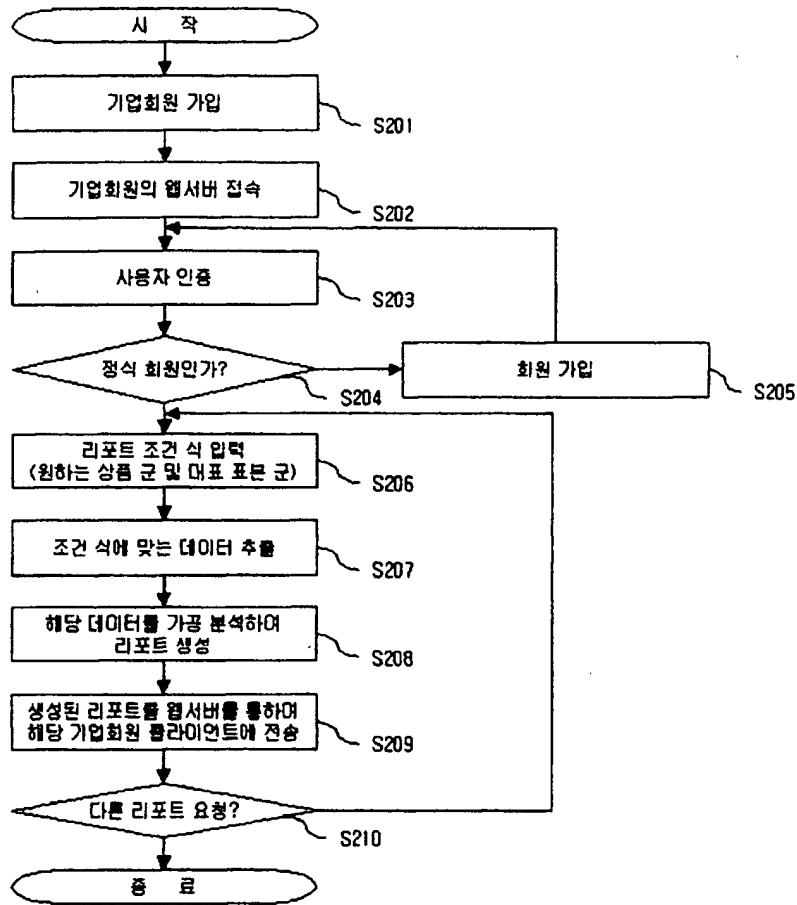 시 작
기업회원 가입
S201
기업회원의 웹서버 접속
S202
사용자 인증
S203
정식 회원인가?
S204
회원 가입
S205
리포트 조건 식 입력
(원하는 상품 군 및 대표 표본 군)
S206
조건 식에 맞는 데이터 추출
S207
해당 데이터를 가공 분석하여
리포트 생성
S208
생성된 리포트를 웹서버를 통하여
해당 기업회원 클라이언트에 전송
S209
다른 리포트 요청?
S210
종 료